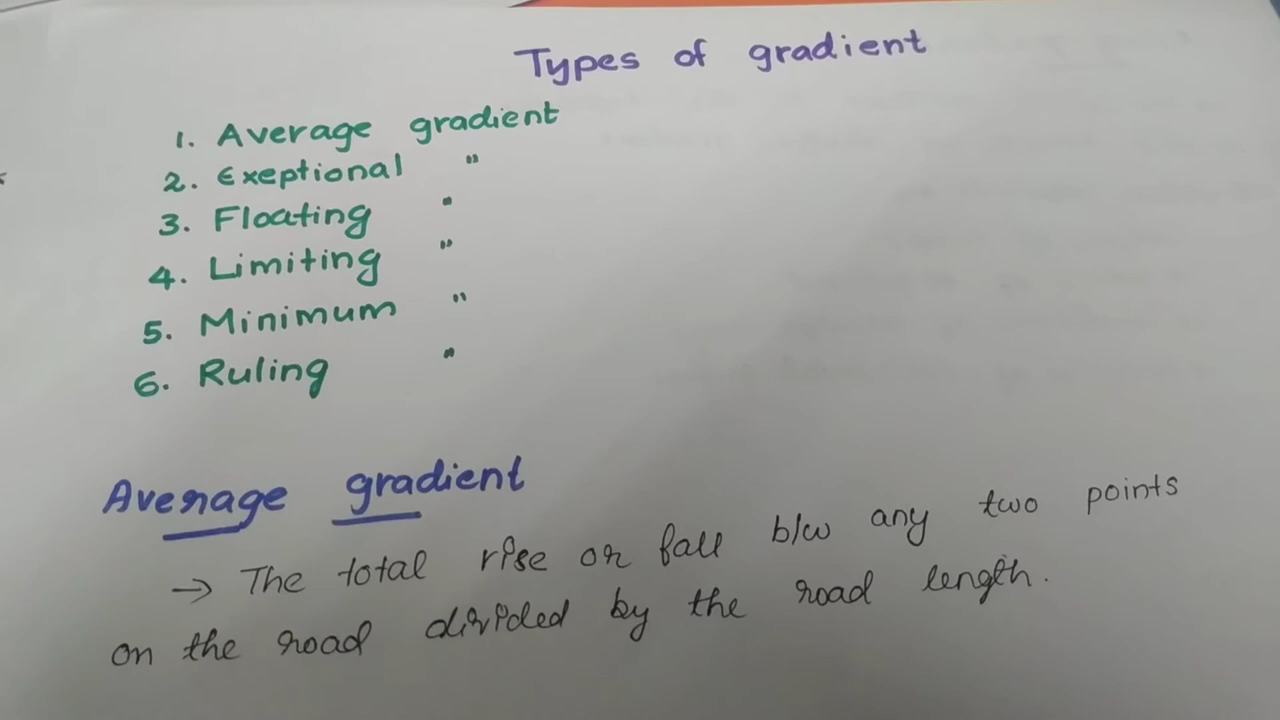 Types of gradient
1. Average gradient
2. Exeptional "
3. Floating "
4. Limiting "
5. Minimum "
6. Ruling "
Average gradient
→ The total rise or fall b/w any two points
on the road divided by the road length.